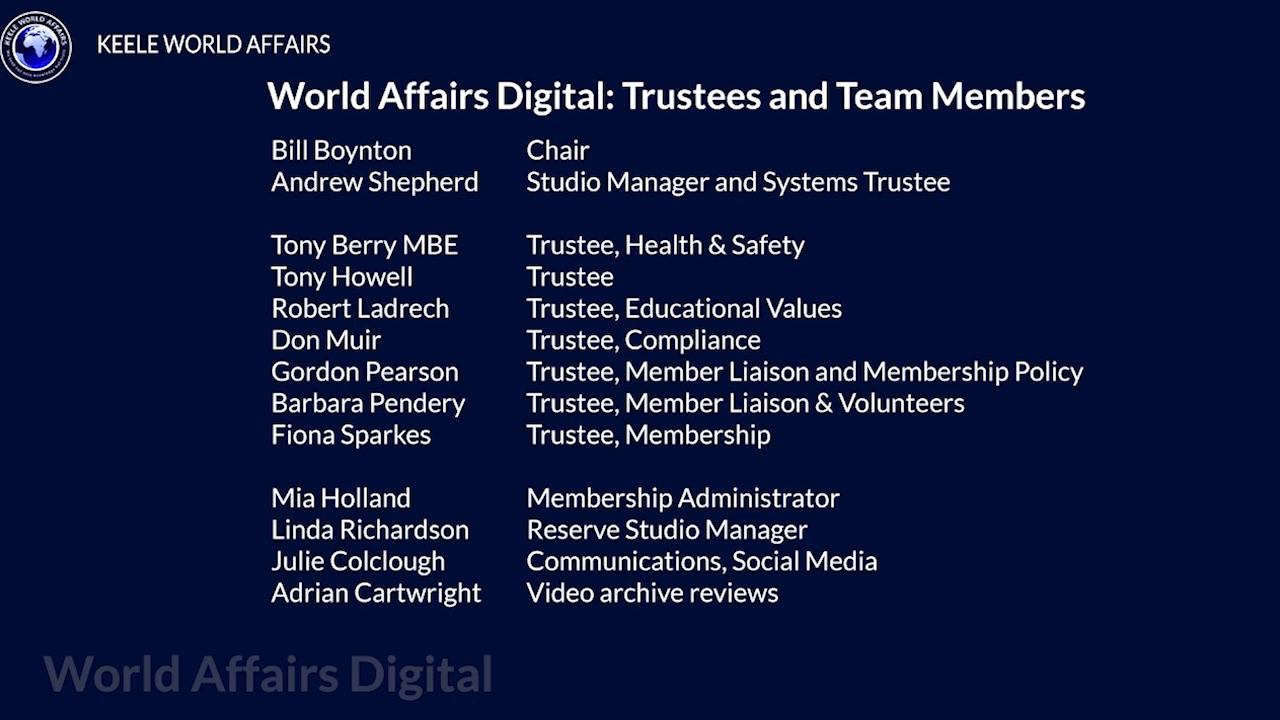 KEELE WORLD AFFAIRS
World Affairs Digital: Trustees and Team Members
Bill Boynton Chair
Andrew Shepherd Studio Manager and Systems Trustee
Tony Berry MBE Trustee, Health & Safety
Tony Howell Trustee
Robert Ladrech Trustee, Educational Values
Don Muir Trustee, Compliance
Gordon Pearson Trustee, Member Liaison and Membership Policy
Barbara Pendery Trustee, Member Liaison & Volunteers
Fiona Sparkes Trustee, Membership
Mia Holland Membership Administrator
Linda Richardson Reserve Studio Manager
Julie Colclough Communications, Social Media
Adrian Cartwright Video archive reviews
World Affairs Digital
KEELE WORLD AFFAIRS